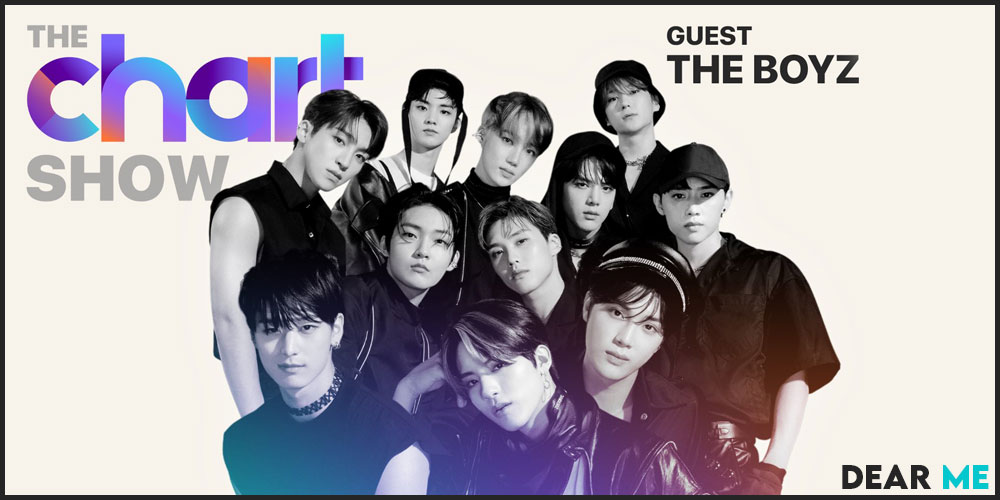 THE
chart
SHOW
GUEST
THE BOYZ
DEAR ME